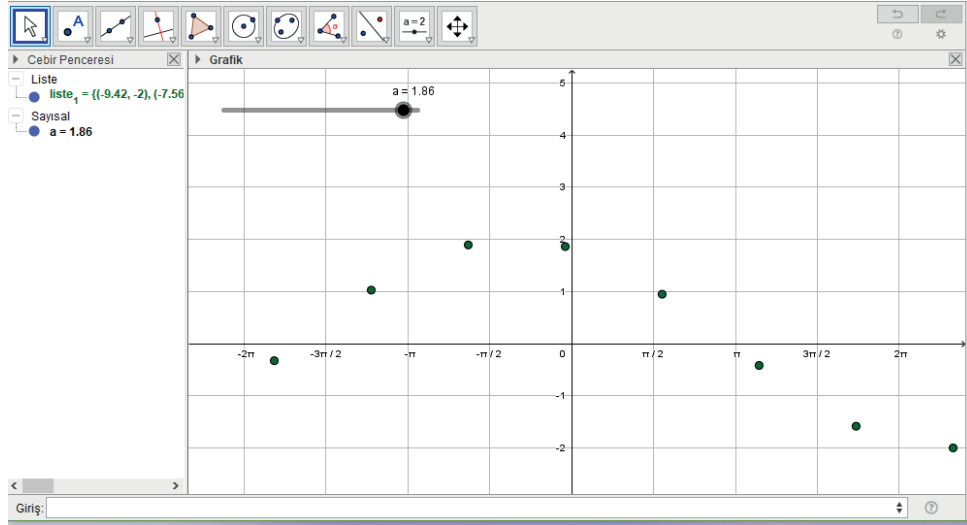 A
α
a = 2
Cebir Penceresi
Grafik
Liste
liste₁ = {(-9.42, -2), (-7.56
Sayısal
a = 1.86
a = 1.86
5
4
3
2
1
-2π -3π / 2 -π -π / 2 0 π / 2 π 3π / 2 2π
-1
-2
Giriş: